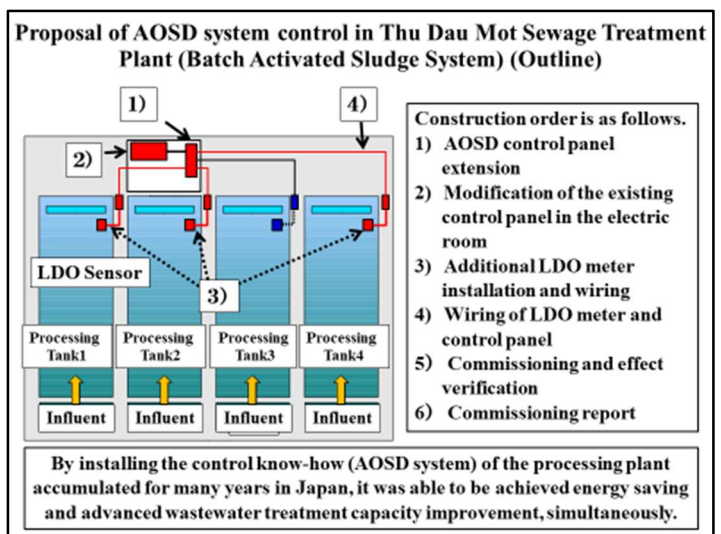 Proposal of AOSD system control in Thu Dau Mot Sewage Treatment
Plant (Batch Activated Sludge System) (Outline)
1)
4)
2)
LDO Sensor
3)
Processing
Tank1
Processing
Tank2
Processing
Tank3
Processing
Tank4
Influent
Influent
Influent
Influent
Construction order is as follows.
1) AOSD control panel
extension
2) Modification of the existing
control panel in the electric
room
3) Additional LDO meter
installation and wiring
4) Wiring of LDO meter and
control panel
5) Commissioning and effect
verification
6) Commissioning report
By installing the control know-how (AOSD system) of the processing plant
accumulated for many years in Japan, it was able to be achieved energy saving
and advanced wastewater treatment capacity improvement, simultaneously.